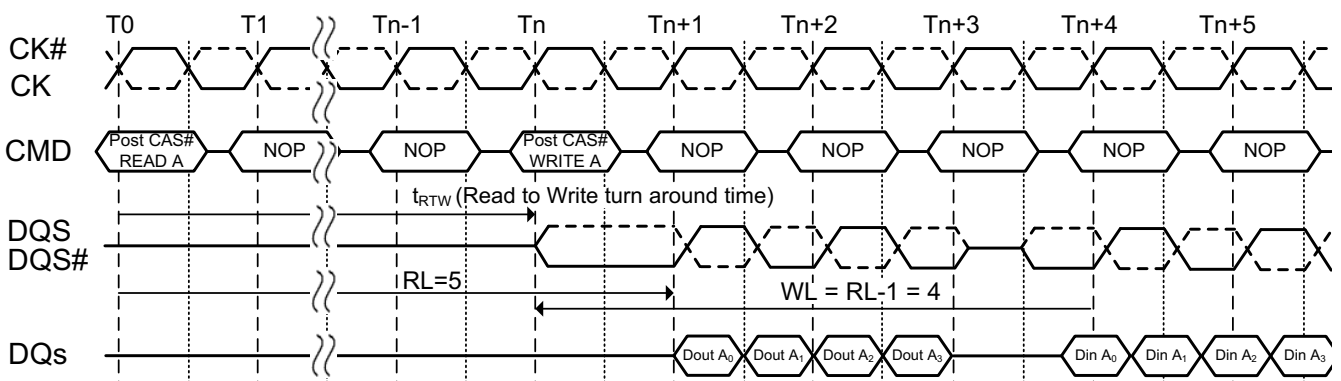 T0 T1 Tn-1 Tn Tn+1 Tn+2 Tn+3 Tn+4 Tn+5
CK#
CK
CMD
Post CAS#
READ A
NOP
NOP
Post CAS#
WRITE A
NOP
NOP
NOP
NOP
NOP
tRTW (Read to Write turn around time)
DQS
DQS#
RL=5
WL = RL-1 = 4
DQs
Dout A0 Dout A1 Dout A2 Dout A3 Din A0 Din A1 Din A2 Din A3